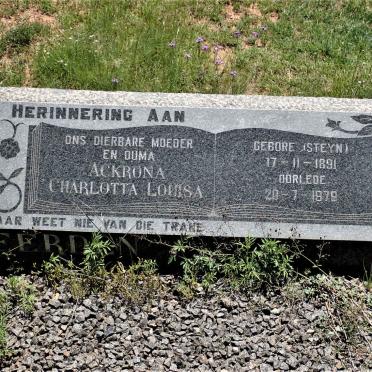 HERINNERING AAN
ONS DIERBARE MOEDER
EN OUMA
ACKRONA
CHARLOTTA LOUISA
GEBORE (STEYN)
17-11-1891
OORLEDE
20-7-1979
AAR WEET NIE VAN DIE TRANE